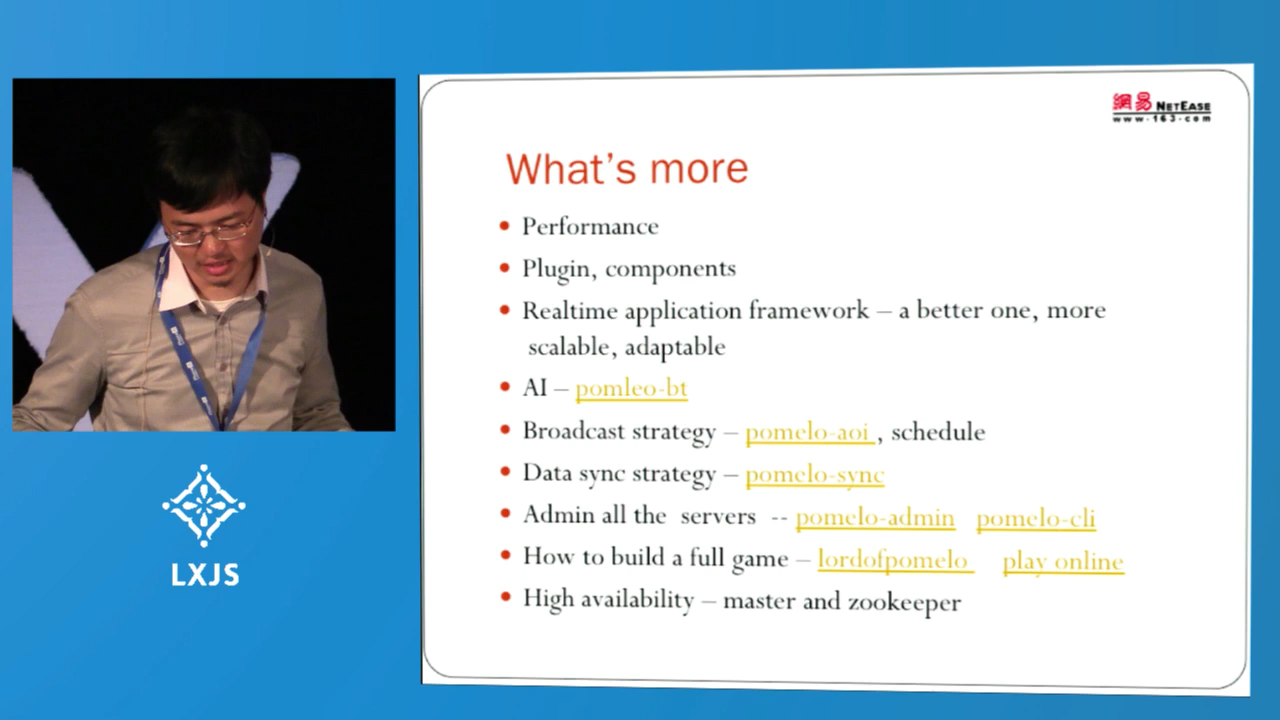 網易 NETEASE
www.163.com
What's more
• Performance
• Plugin, components
• Realtime application framework – a better one, more
scalable, adaptable
• AI – pomleo-bt
• Broadcast strategy – pomelo-aoi , schedule
• Data sync strategy – pomelo-sync
• Admin all the servers -- pomelo-admin pomelo-cli
• How to build a full game – lordofpomelo play online
• High availability – master and zookeeper
LXJS